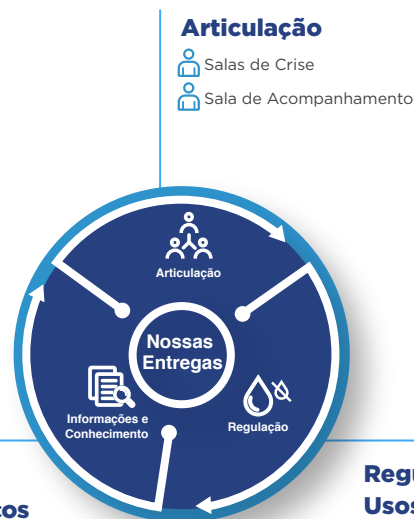 Articulação
Salas de Crise
Sala de Acompanhamento
Articulação
Nossas
Entregas
Informações e
Conhecimento
Regulação